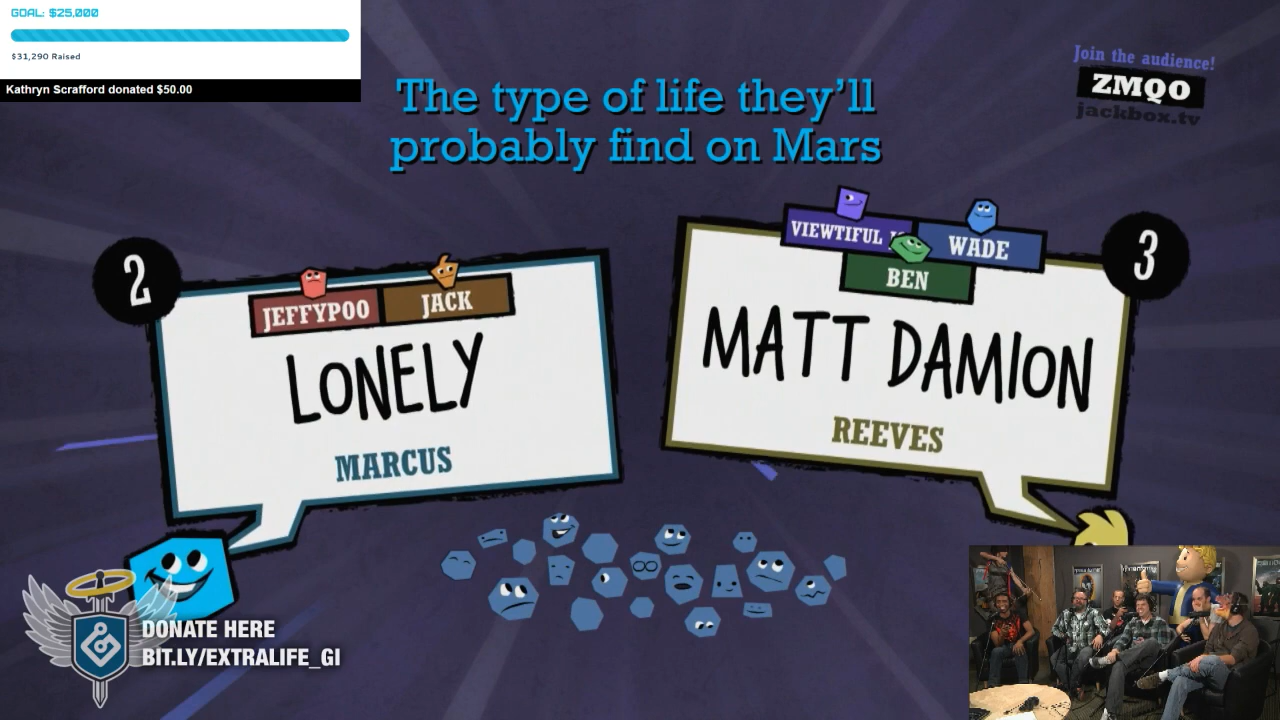 GOAL: $25,000
$31,290 Raised
Kathryn Scrafford donated $50.00
Join the audience!
ZMQO
jackbox.tv
The type of life they'll
probably find on Mars
2
JEFFYPOO
JACK
LONELY
MARCUS
3
VIEWTIFUL
WADE
BEN
MATT DAMION
REEVES
DONATE HERE
BIT.LY/EXTRALIFE_GI